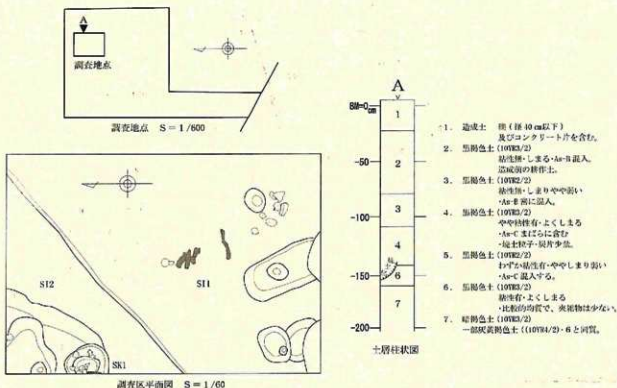 A
調査地点
調査地点 S = 1/600
SI1
SI2
SK1
調査区平面図 S = 1/60
A
BM=0cm
-50
-100
-150
-200
1
2
3
4
6
7
土層柱状図
1. 造成土 礫(径40cm以下)
及びコンクリート片を含む。
2. 黒褐色土(10YR3/2)
粘性無・しまる・As-B混入。
造成前の耕作土。
3. 黒褐色土(10YR2/2)
粘性無・しまりやや弱い
・As-B密に混入。
4. 黒褐色土(10YR3/2)
やや粘性有・よくしまる
・As-Cまばらに含む
・焼土粒子・炭片少量。
5. 黒褐色土(10YR2/2)
わずか粘性有・ややしまり弱い
・As-C混入する。
6. 黒褐色土(10YR3/2)
粘性有・よくしまる
・比較的均質で、夾雑物は少ない。
7. 暗褐色土(10YR3/2)
一部灰黄褐色土((10YR4/2)・6と同質。